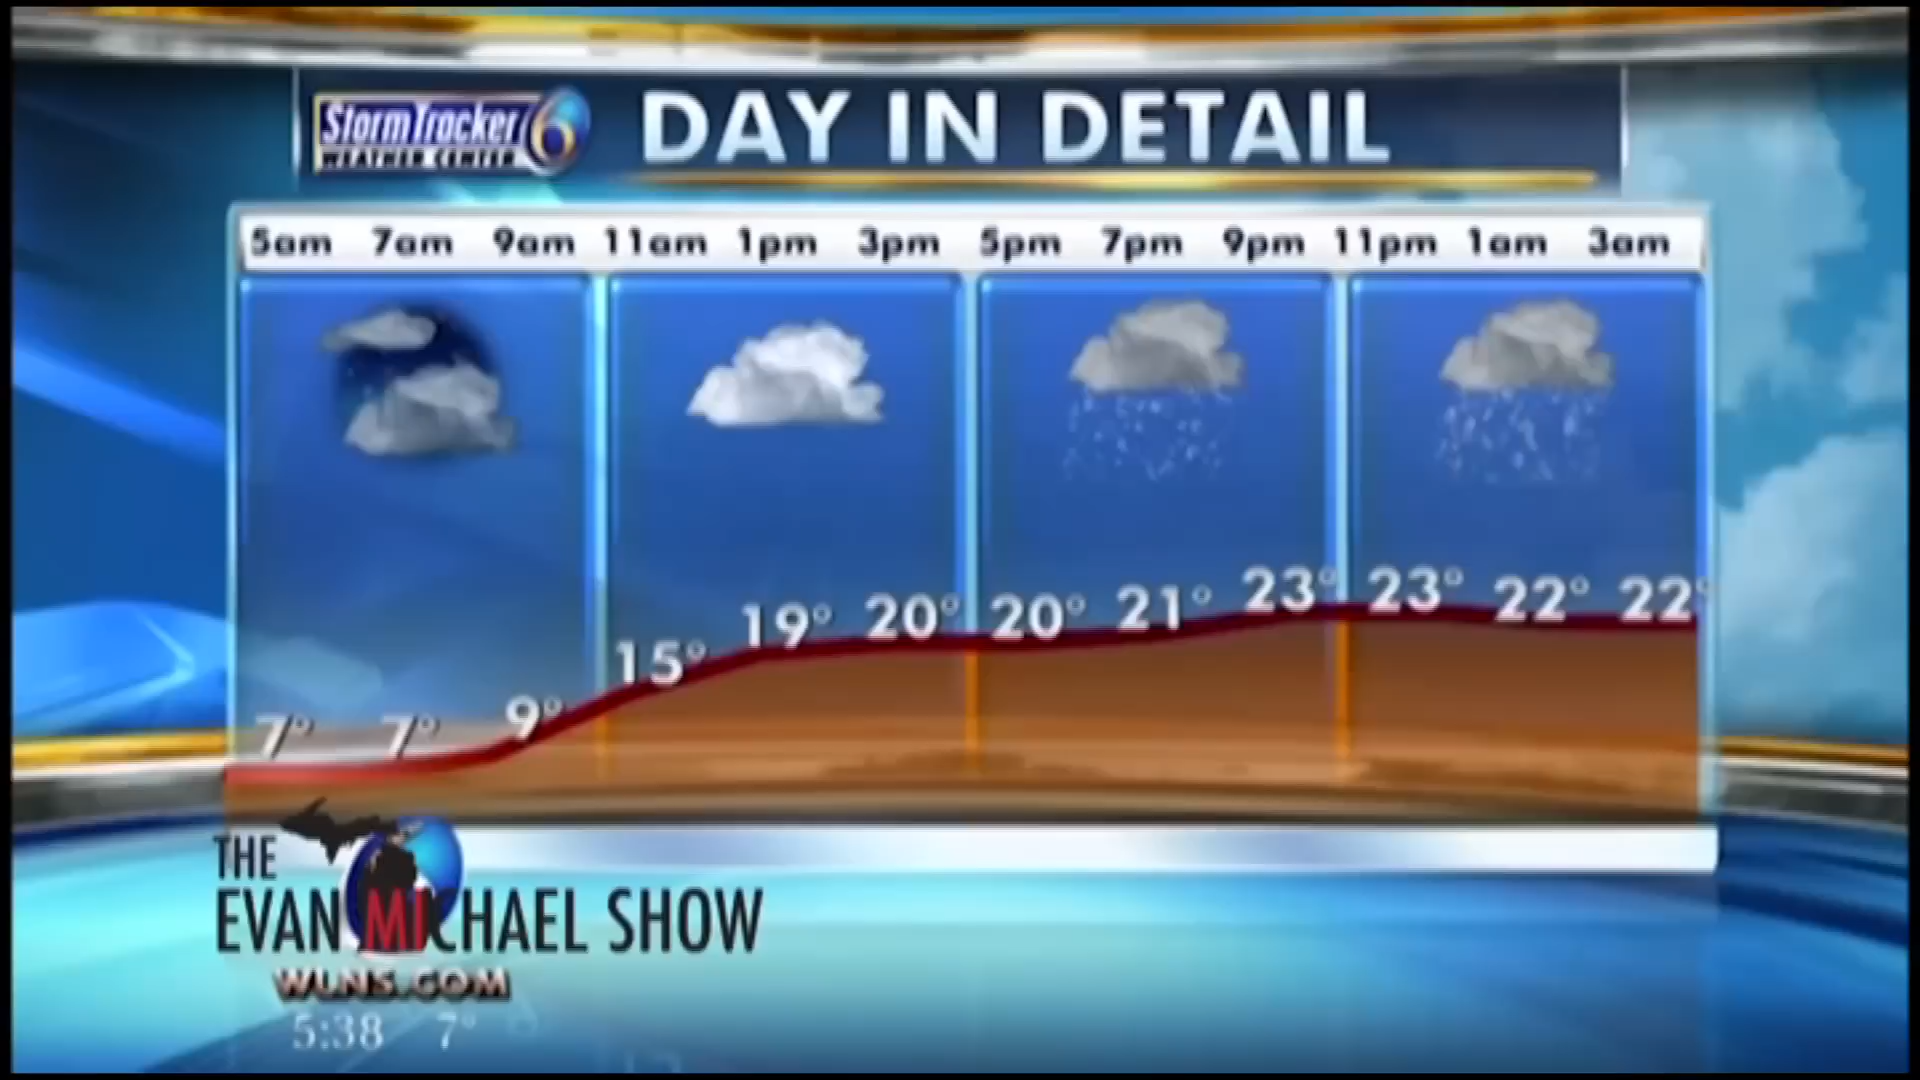 StormTracker 6
WEATHER CENTER
DAY IN DETAIL
5am 7am 9am 11am 1pm 3pm 5pm 7pm 9pm 11pm 1am 3am
7° 7° 9° 15° 19° 20° 20° 21° 23° 23° 22° 22°
THE
EVAN MICHAEL SHOW
WLNS.COM
5:38 7°